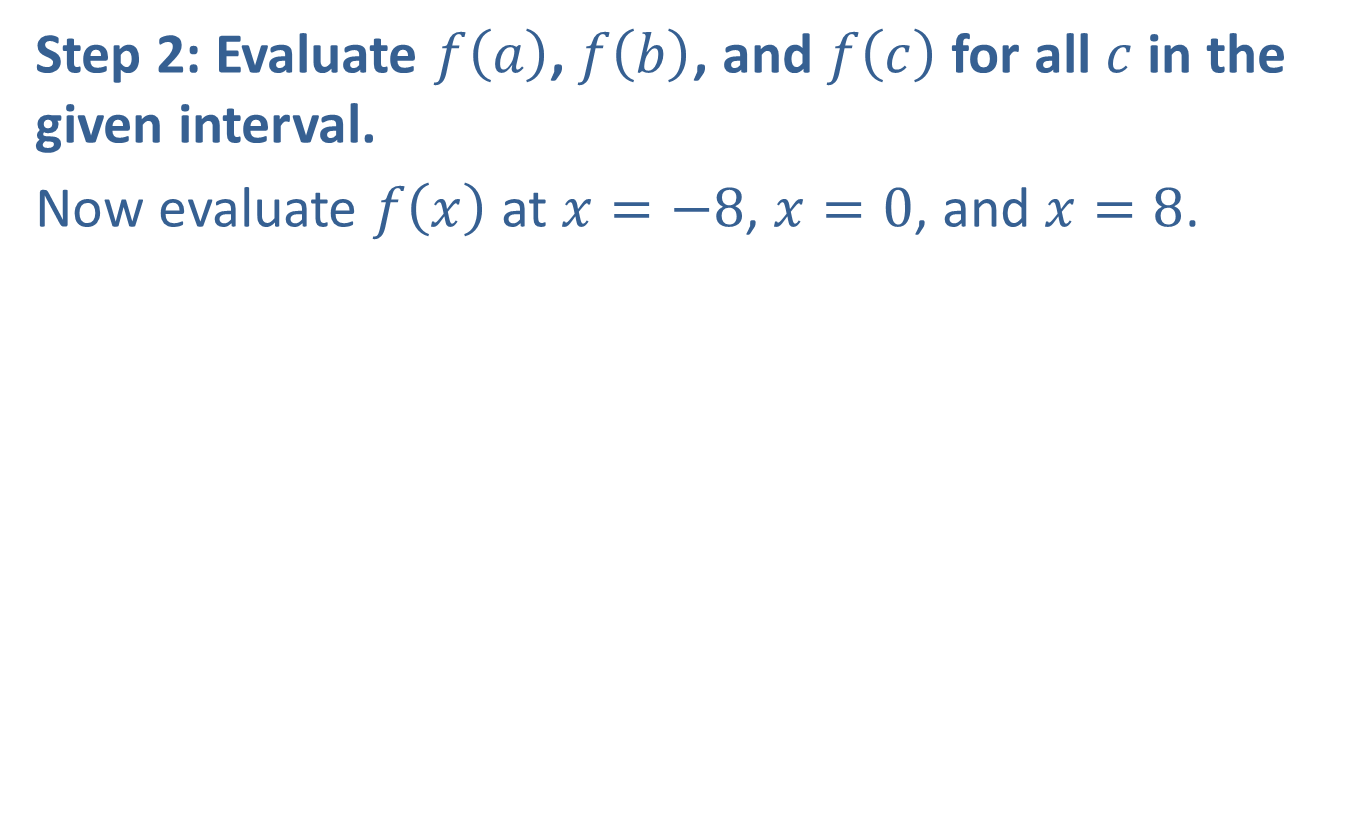 Step 2: Evaluate 𝑓(𝑎), 𝑓(𝑏), and 𝑓(𝑐) for all 𝑐 in the
given interval.
Now evaluate 𝑓(𝑥) at 𝑥 = −8, 𝑥 = 0, and 𝑥 = 8.